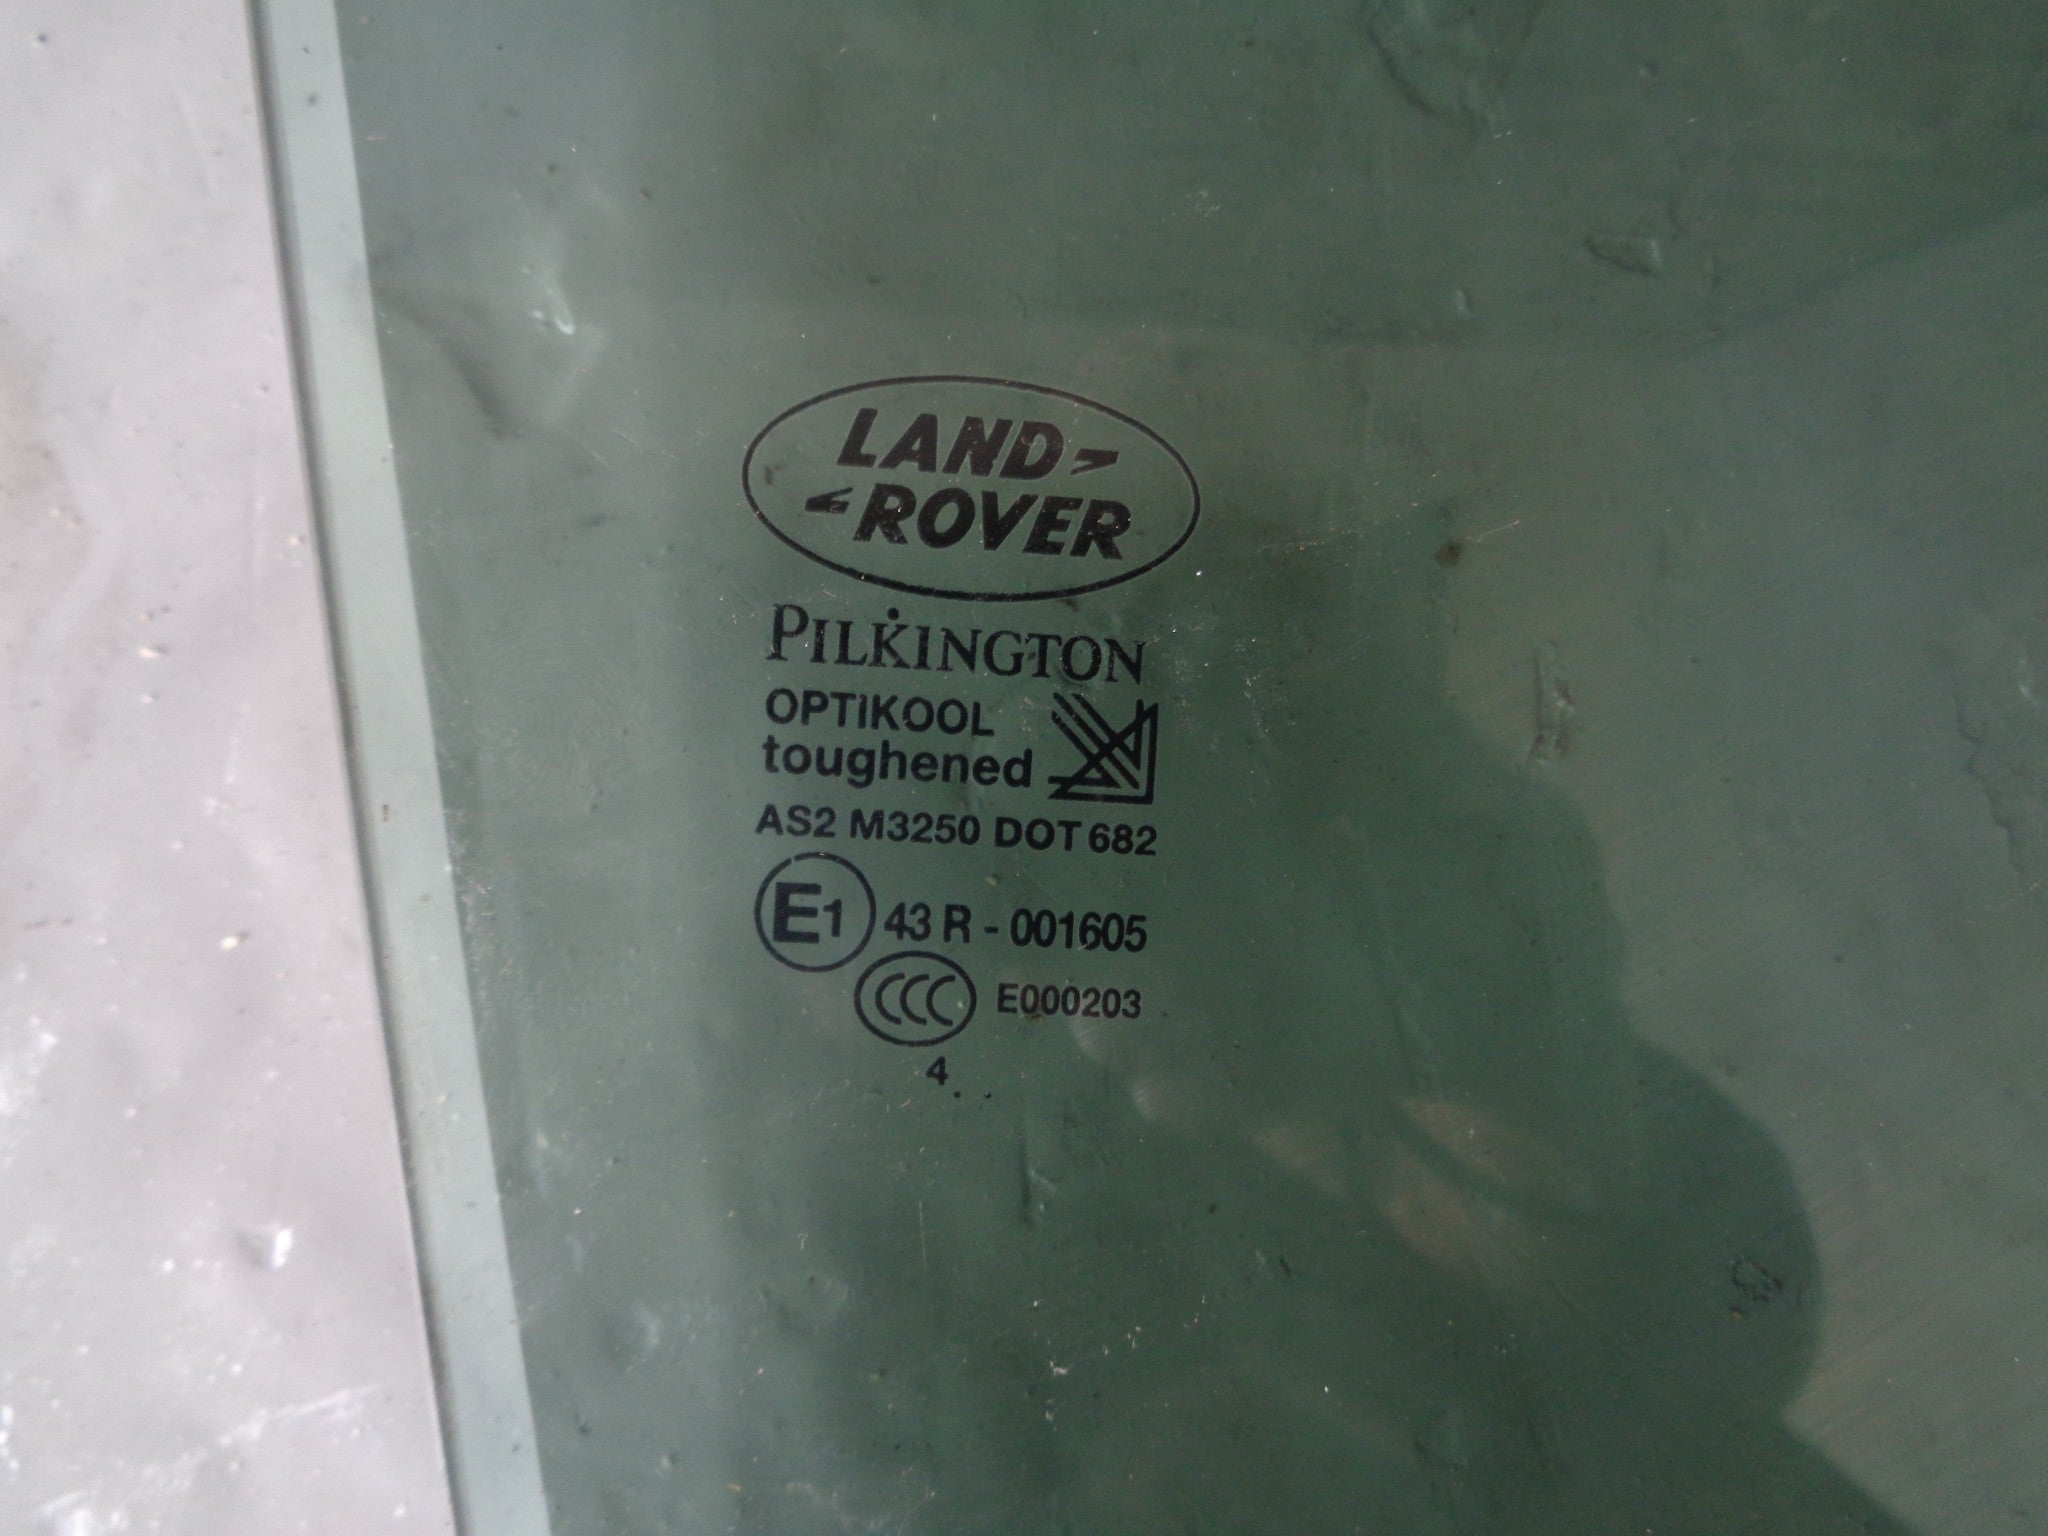 LAND
ROVER
PILKINGTON
OPTIKOOL
toughened
AS2 M3250 DOT 682
E1 43 R - 001605
CCC E000203
4 . .